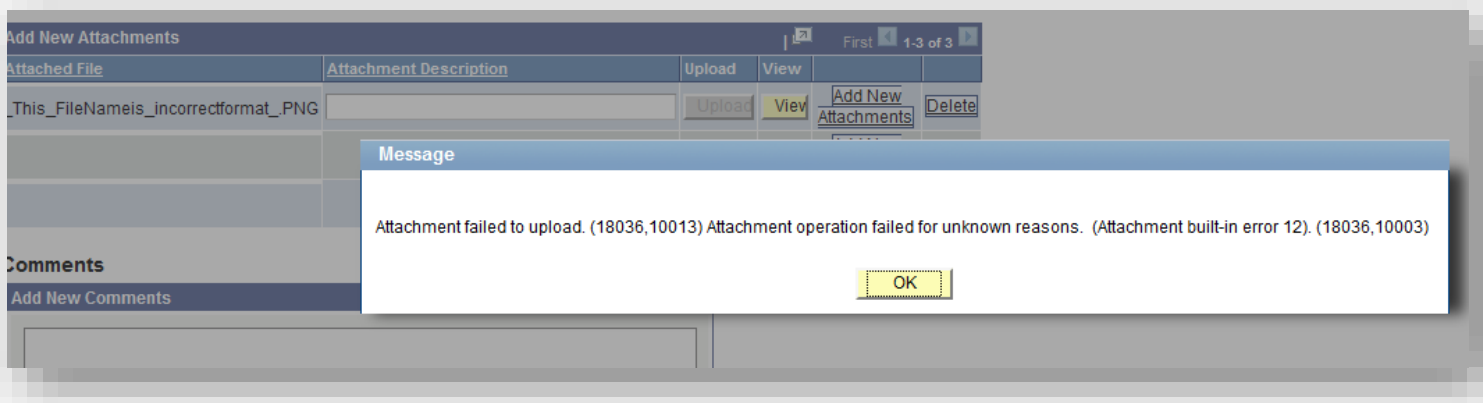 Add New Attachments First 1-3 of 3
Attached File Attachment Description Upload View
_This_FileNameis_incorrectformat_.PNG Upload View Add New Attachments Delete
Message
Attachment failed to upload. (18036,10013) Attachment operation failed for unknown reasons. (Attachment built-in error 12). (18036,10003)
OK
Comments
Add New Comments